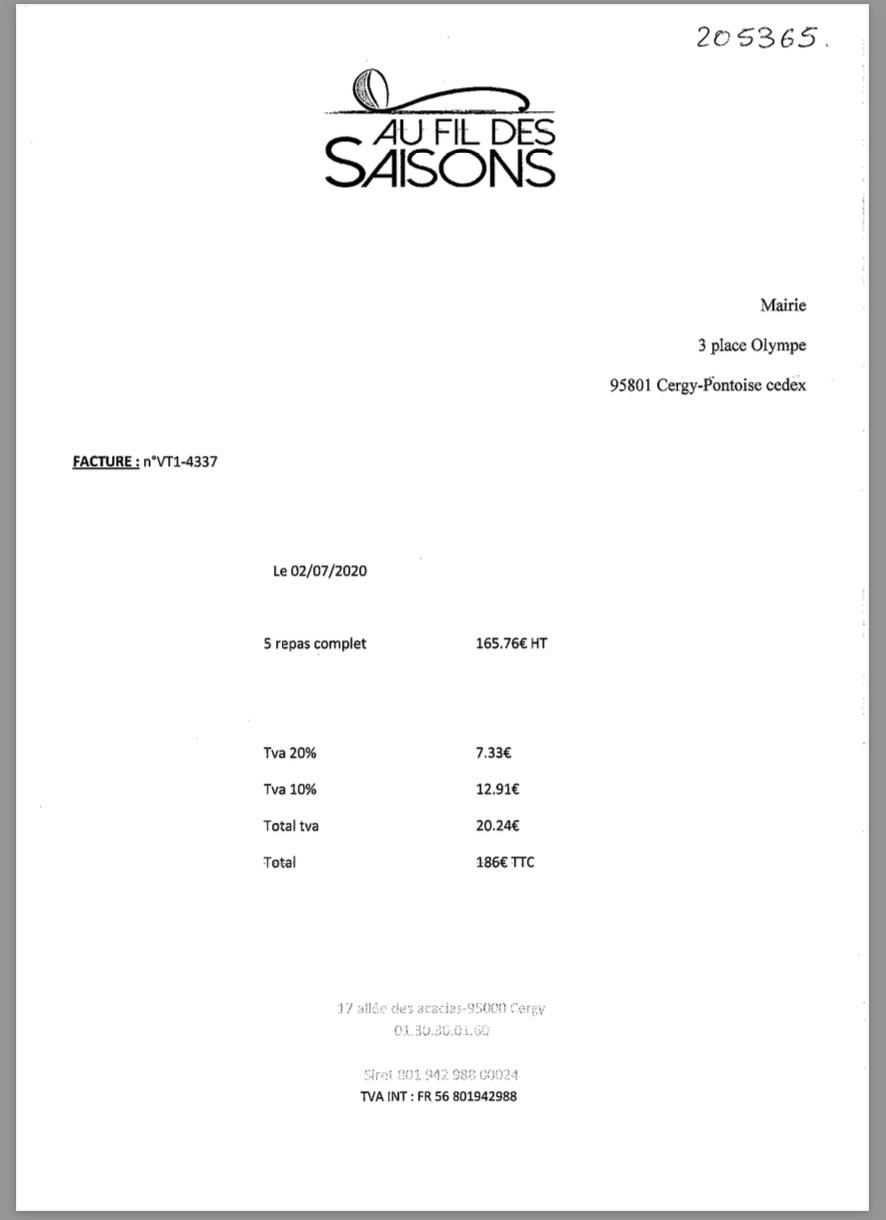 205365.
AU FIL DES
SAISONS
Mairie
3 place Olympe
95801 Cergy-Pontoise cedex
FACTURE : n°VT1-4337
Le 02/07/2020
5 repas complet 165.76€ HT
Tva 20% 7.33€
Tva 10% 12.91€
Total tva 20.24€
Total 186€ TTC
17 allée des acacias-95000 Cergy
01.30.30.01.60
Siret 801 942 988 00024
TVA INT : FR 56 801942988